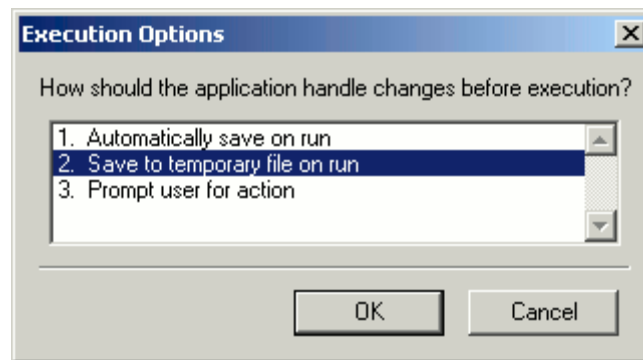 Execution Options
How should the application handle changes before execution?
1. Automatically save on run
2. Save to temporary file on run
3. Prompt user for action
OK
Cancel